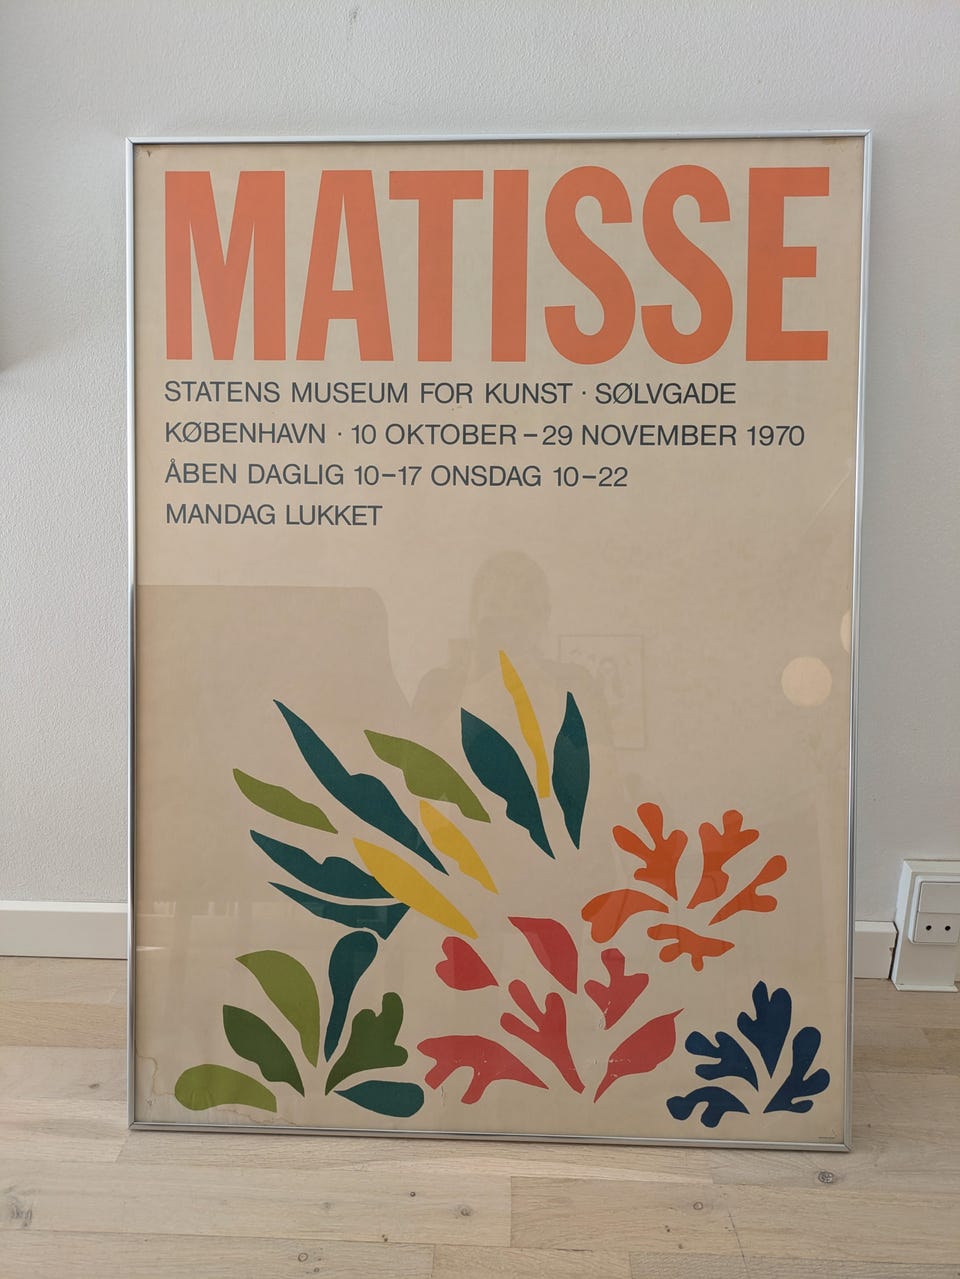 MATISSE
STATENS MUSEUM FOR KUNST · SØLVGADE
KØBENHAVN · 10 OKTOBER – 29 NOVEMBER 1970
ÅBEN DAGLIG 10–17 ONSDAG 10–22
MANDAG LUKKET